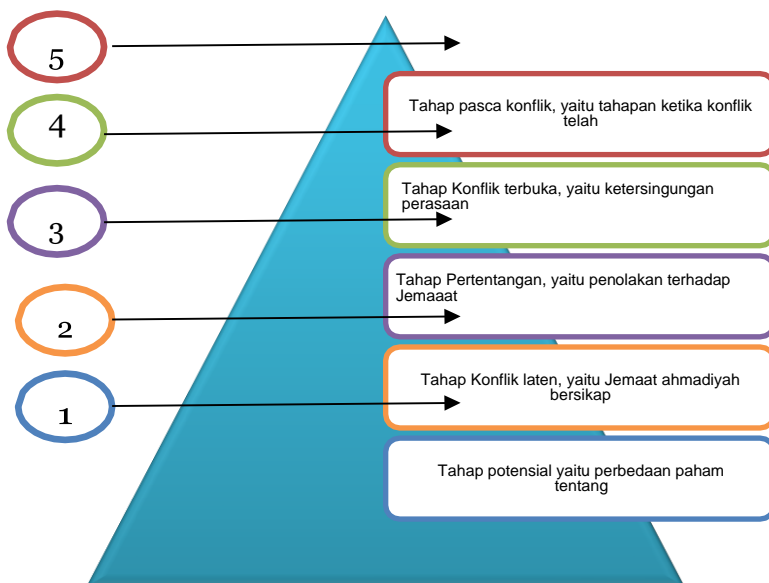 5
Tahap pasca konflik, yaitu tahapan ketika konflik
telah
4
Tahap Konflik terbuka, yaitu ketersingungan
perasaan
3
Tahap Pertentangan, yaitu penolakan terhadap
Jemaaat
2
Tahap Konflik laten, yaitu Jemaat ahmadiyah
bersikap
1
Tahap potensial yaitu perbedaan paham
tentang